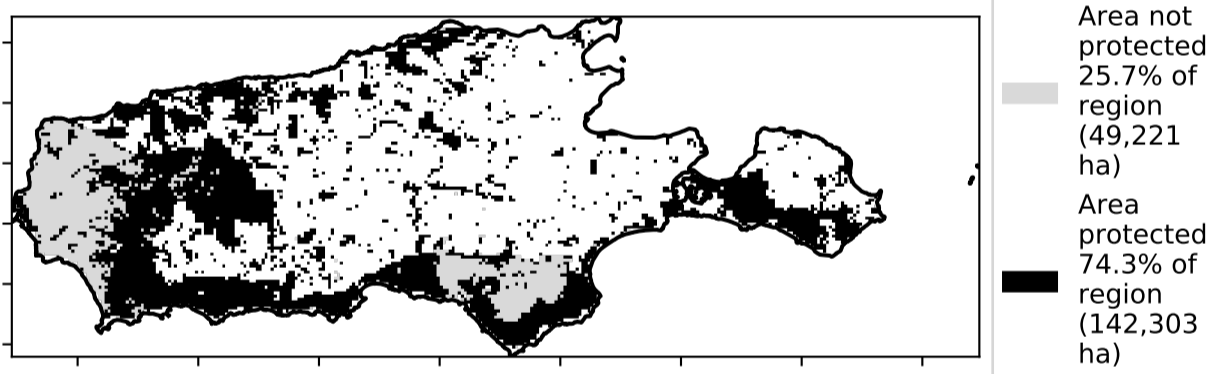 Area not
protected
25.7% of
region
(49,221
ha)
Area
protected
74.3% of
region
(142,303
ha)